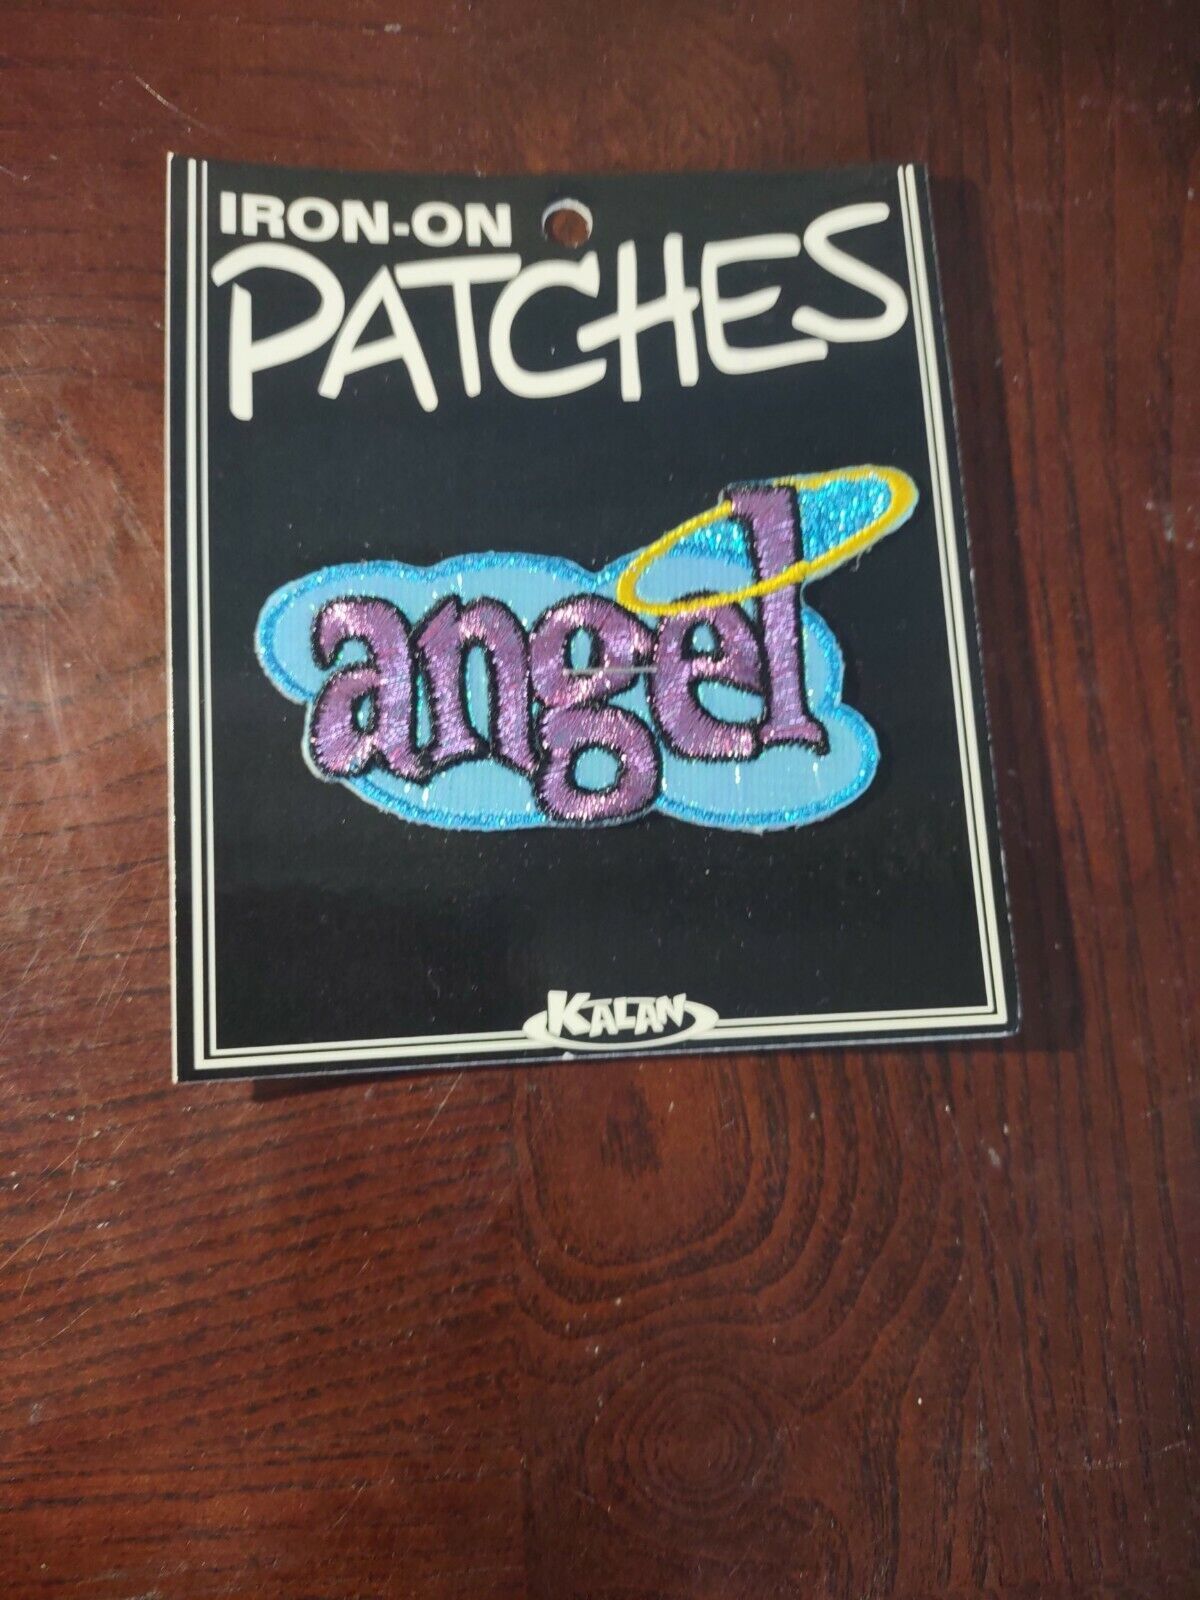 IRON-ON
PATCHES
angel
KALAN